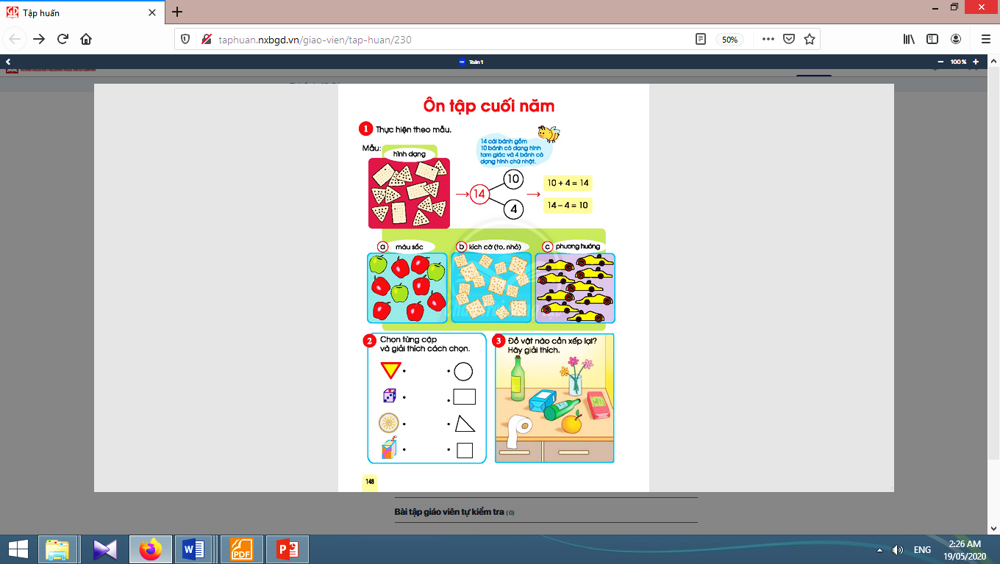 Tập huấn
taphuan.nxbgd.vn/giao-vien/tap-huan/230
50%
Toán 1
100%
Ôn tập cuối năm
1 Thực hiện theo mẫu.
Mẫu:
hình dạng
14 cái bánh gồm
10 bánh có dạng hình
tam giác và 4 bánh có
dạng hình chữ nhật.
14
10
4
10 + 4 = 14
14 – 4 = 10
a màu sắc
b kích cỡ (to, nhỏ)
c phương hướng
2 Chọn từng cặp
và giải thích cách chọn.
3 Đồ vật nào cần xếp lại?
Hãy giải thích.
148
Bài tập giáo viên tự kiểm tra (0)
PDF
ENG
2:26 AM
19/05/2020